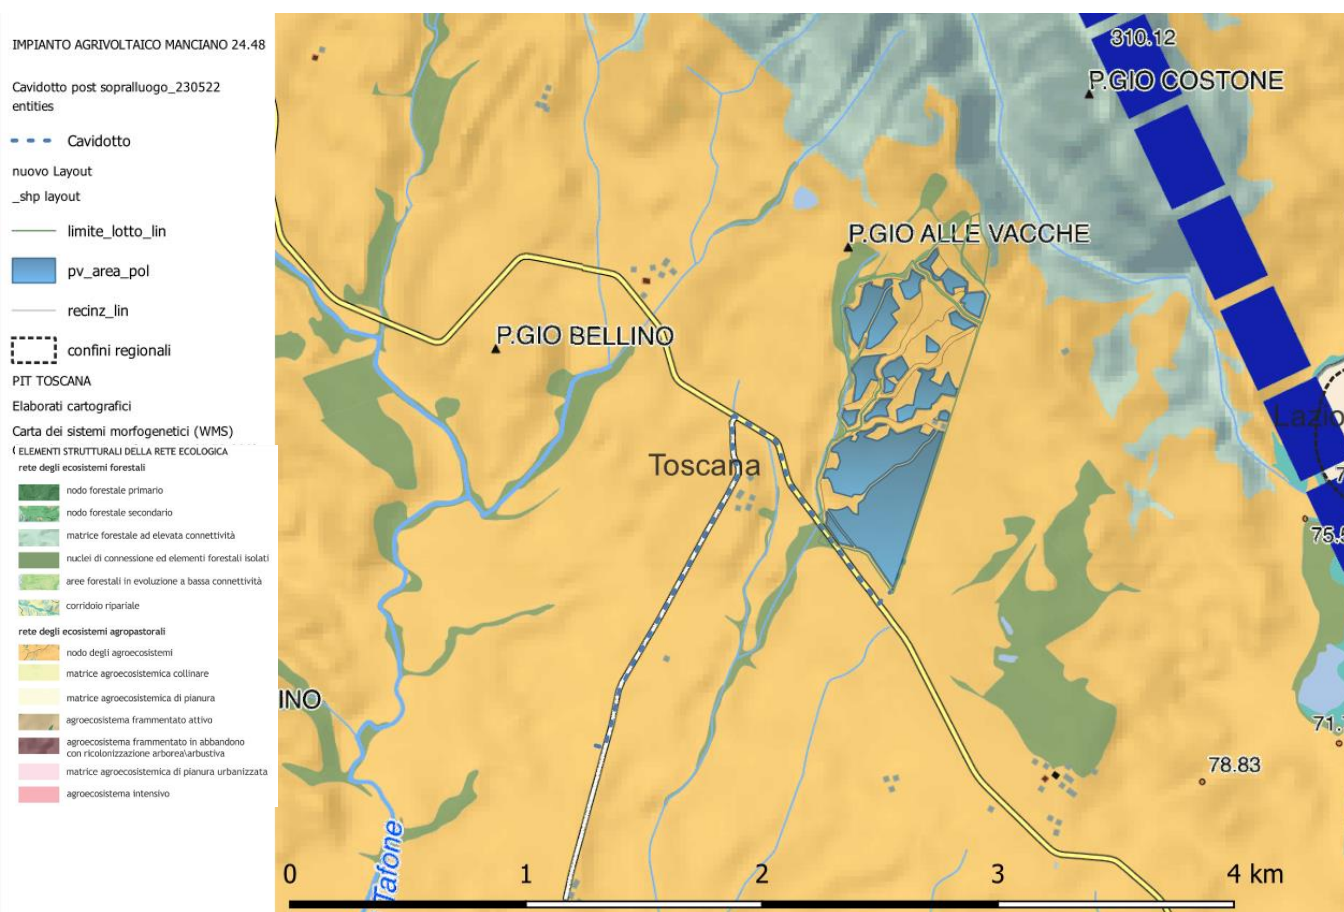 IMPIANTO AGRIVOLTAICO MANCIANO 24.48
Cavidotto post sopralluogo_230522
entities
Cavidotto
nuovo Layout
_shp layout
limite_lotto_lin
pv_area_pol
recinz_lin
confini regionali
PIT TOSCANA
Elaborati cartografici
Carta dei sistemi morfogenetici (WMS)
ELEMENTI STRUTTURALI DELLA RETE ECOLOGICA
rete degli ecosistemi forestali
nodo forestale primario
nodo forestale secondario
matrice forestale ad elevata connettività
nuclei di connessione ed elementi forestali isolati
aree forestali in evoluzione a bassa connettività
corridoio ripariale
rete degli ecosistemi agropastorali
nodo degli agroecosistemi
matrice agroecosistemica collinare
matrice agroecosistemica di pianura
agroecosistema frammentato attivo
agroecosistema frammentato in abbandono
con ricolonizzazione arborea\arbustiva
matrice agroecosistemica di pianura urbanizzata
agroecosistema intensivo
310.12
P.GIO COSTONE
P.GIO ALLE VACCHE
P.GIO BELLINO
Lazio
Toscana
75.5
INO
71.
78.83
Tafone
0 1 2 3 4 km